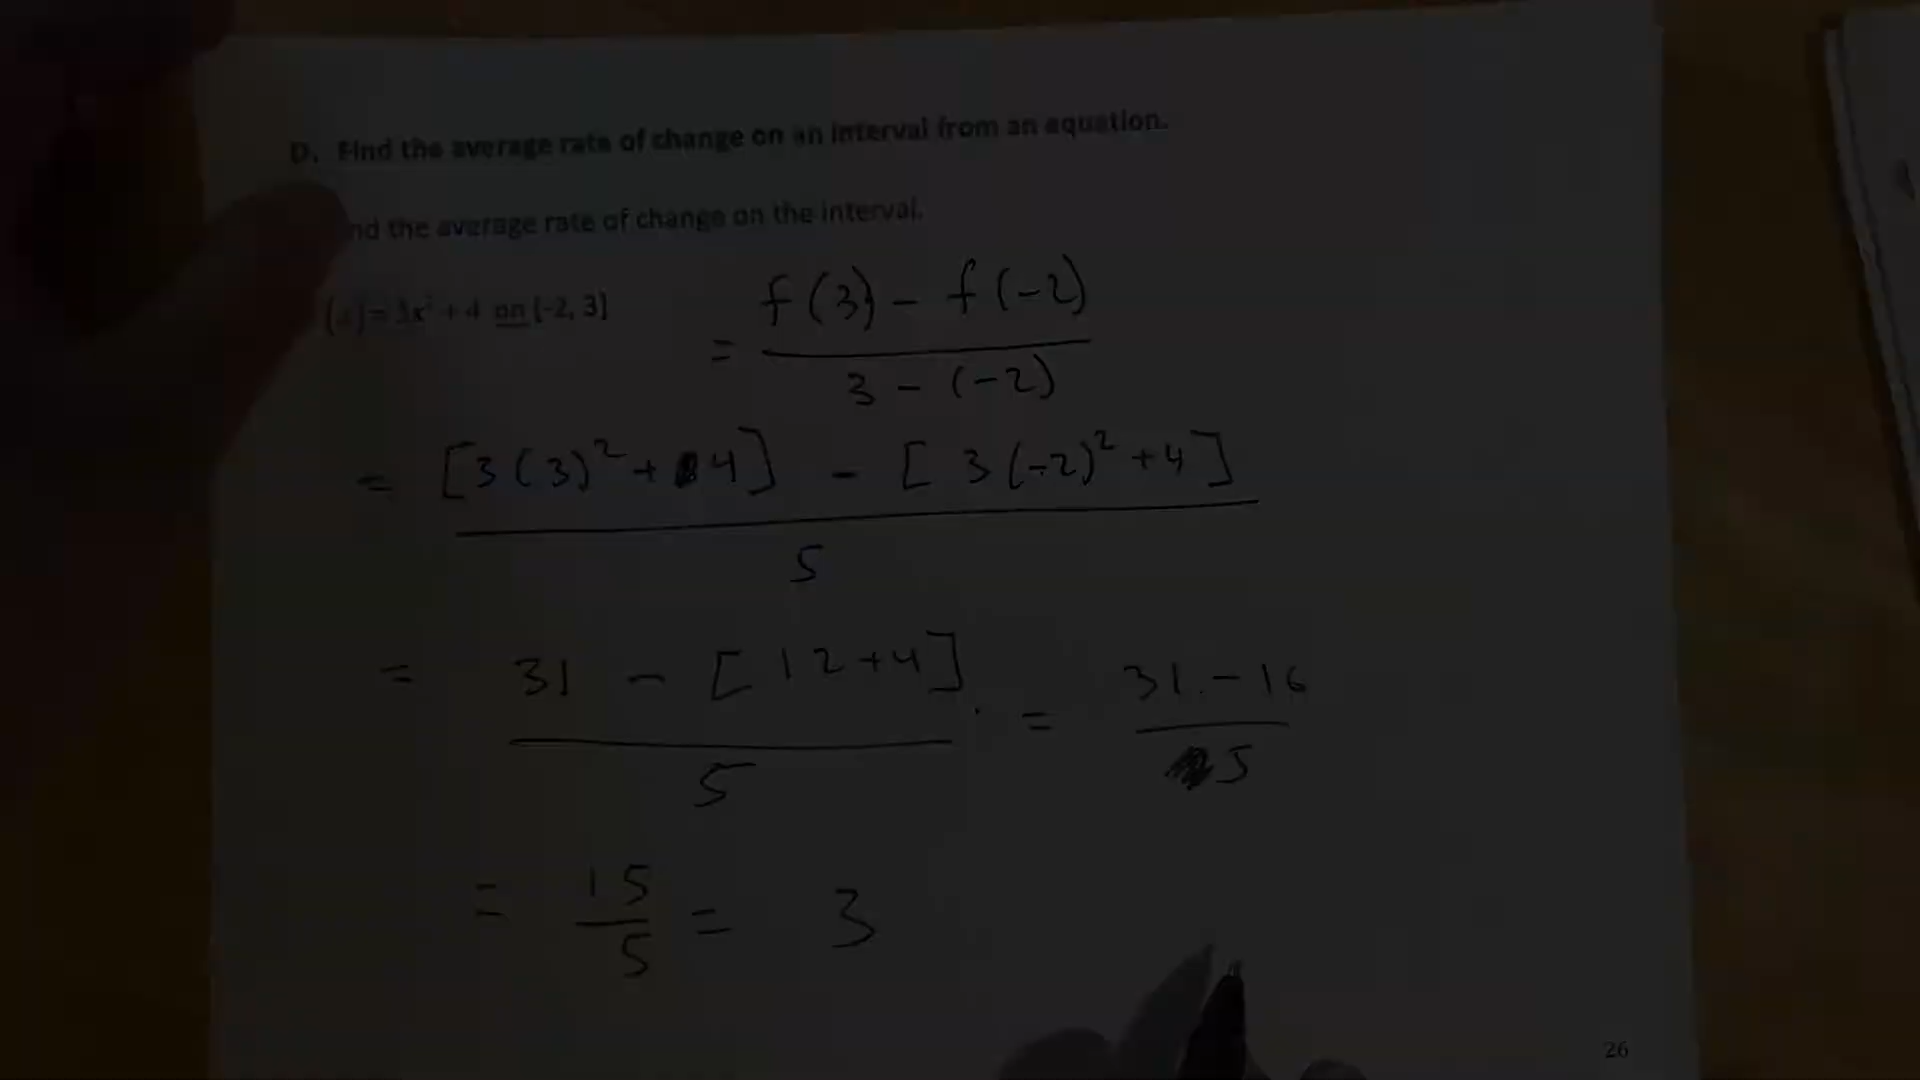 D. Find the average rate of change on an interval from an equation.
nd the average rate of change on the interval.
(x) = 3x² + 4 on [-2, 3]
= f(3) - f(-2) / 3 - (-2)
= [3(3)² + 4] - [3(-2)² + 4] / 5
= 31 - [12+4] / 5 = 31 - 16 / 5
= 15 / 5 = 3
26